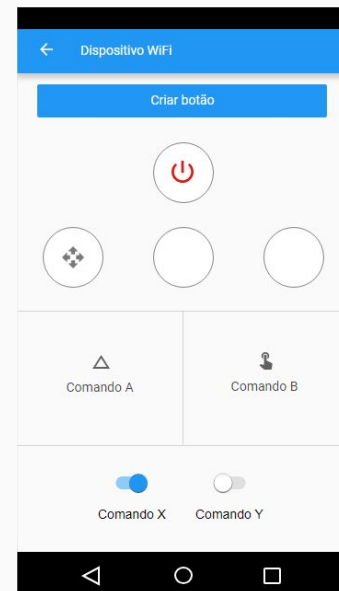 Dispositivo WiFi
Criar botão
Comando A
Comando B
Comando X
Comando Y